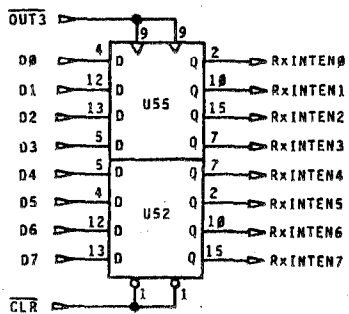 OUT3
9 9
D0 4 D Q 2 RxINTEN0
D1 12 D Q 10 RxINTEN1
U55
D2 13 D Q 15 RxINTEN2
D3 5 D Q 7 RxINTEN3
D4 5 D Q 7 RxINTEN4
D5 4 D Q 2 RxINTEN5
U52
D6 12 D Q 10 RxINTEN6
D7 13 D Q 15 RxINTEN7
1 1
CLR